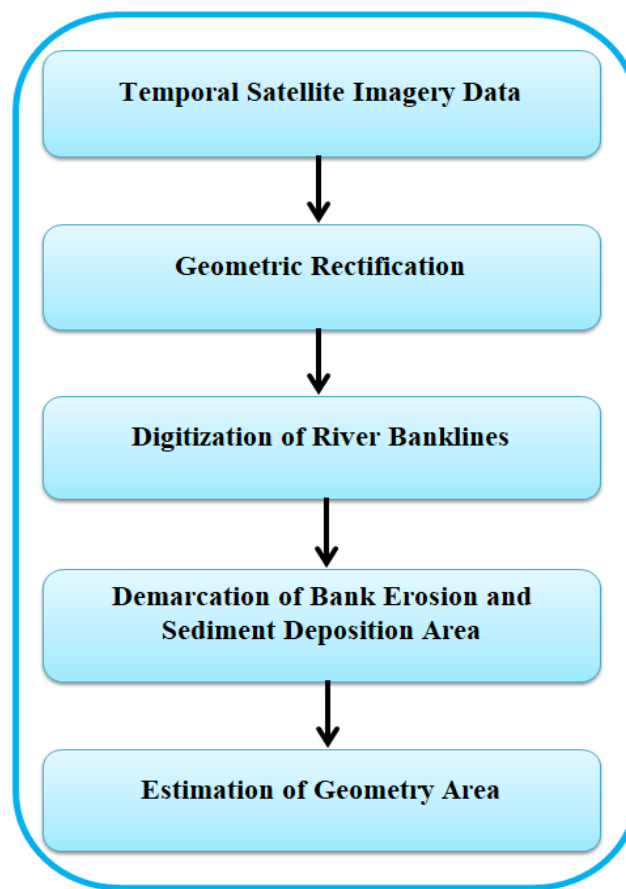 Temporal Satellite Imagery Data
Geometric Rectification
Digitization of River Banklines
Demarcation of Bank Erosion and
Sediment Deposition Area
Estimation of Geometry Area